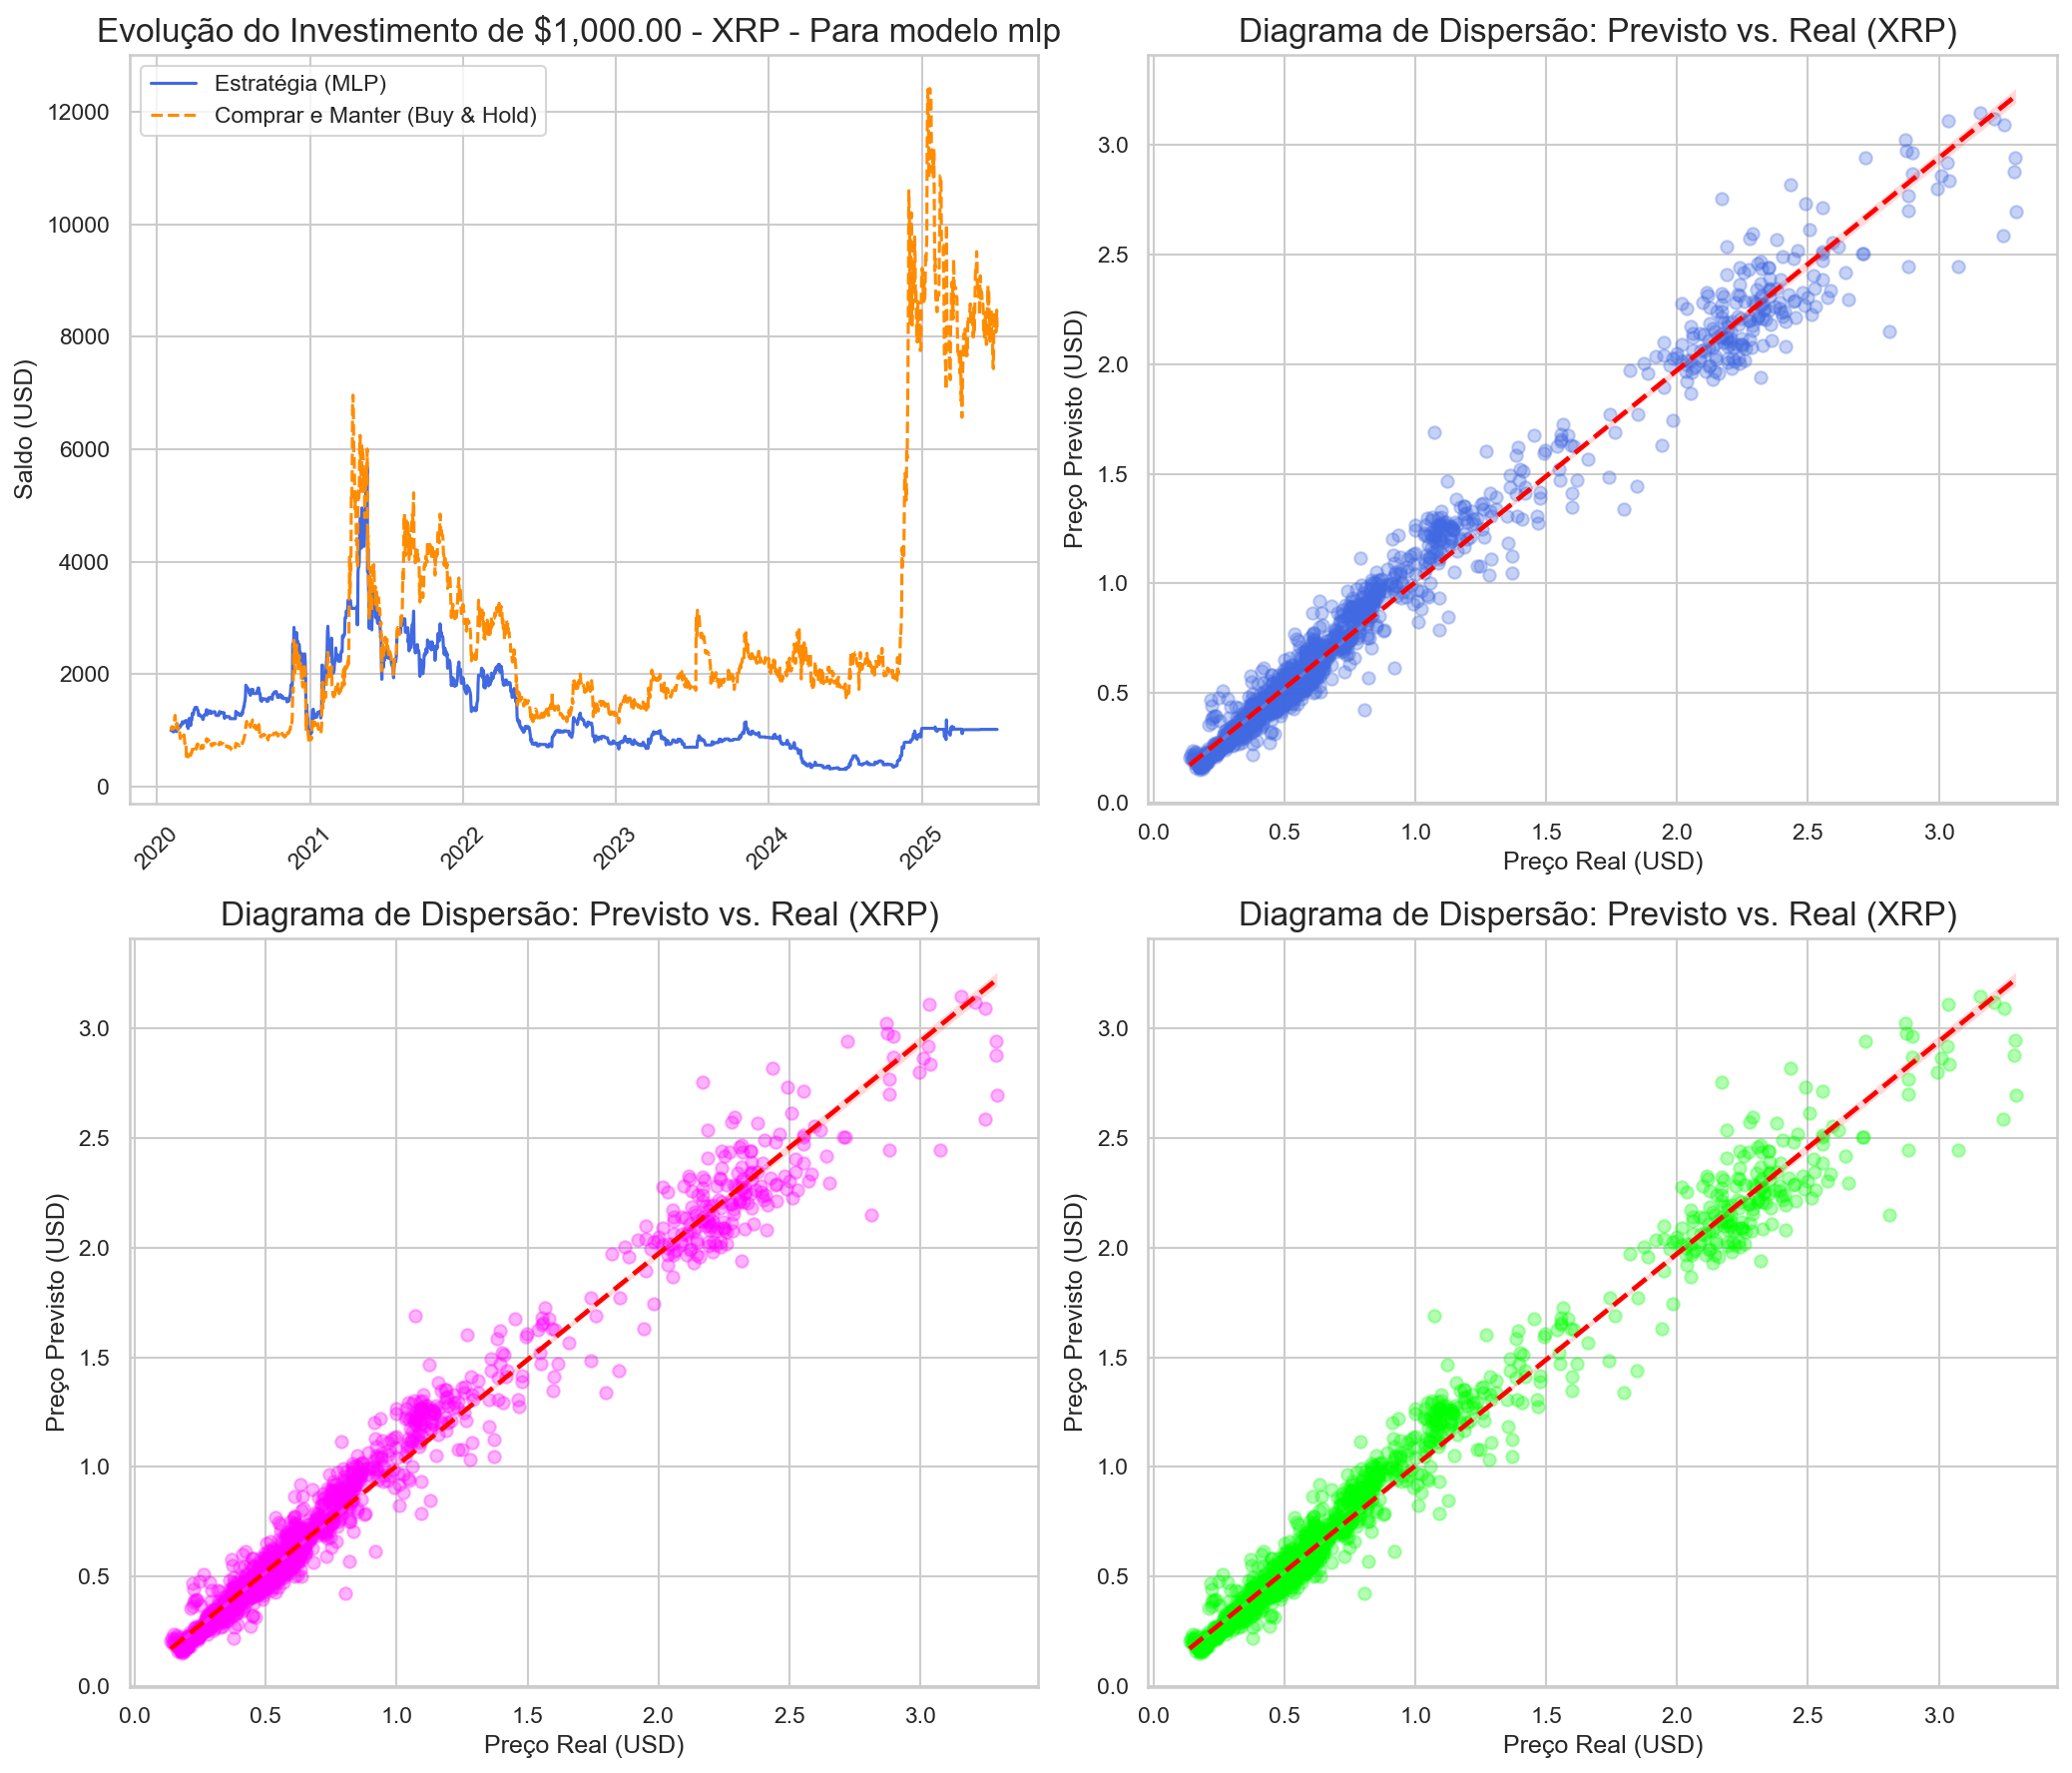 Evolução do Investimento de $1,000.00 - XRP - Para modelo mlp
Estratégia (MLP)
Comprar e Manter (Buy & Hold)
Saldo (USD)
12000
10000
8000
6000
4000
2000
0
2020
2021
2022
2023
2024
2025
Diagrama de Dispersão: Previsto vs. Real (XRP)
Preço Previsto (USD)
3.0
2.5
2.0
1.5
1.0
0.5
0.0
0.0 0.5 1.0 1.5 2.0 2.5 3.0
Preço Real (USD)
Diagrama de Dispersão: Previsto vs. Real (XRP)
Preço Previsto (USD)
3.0
2.5
2.0
1.5
1.0
0.5
0.0
0.0 0.5 1.0 1.5 2.0 2.5 3.0
Preço Real (USD)
Diagrama de Dispersão: Previsto vs. Real (XRP)
Preço Previsto (USD)
3.0
2.5
2.0
1.5
1.0
0.5
0.0
0.0 0.5 1.0 1.5 2.0 2.5 3.0
Preço Real (USD)